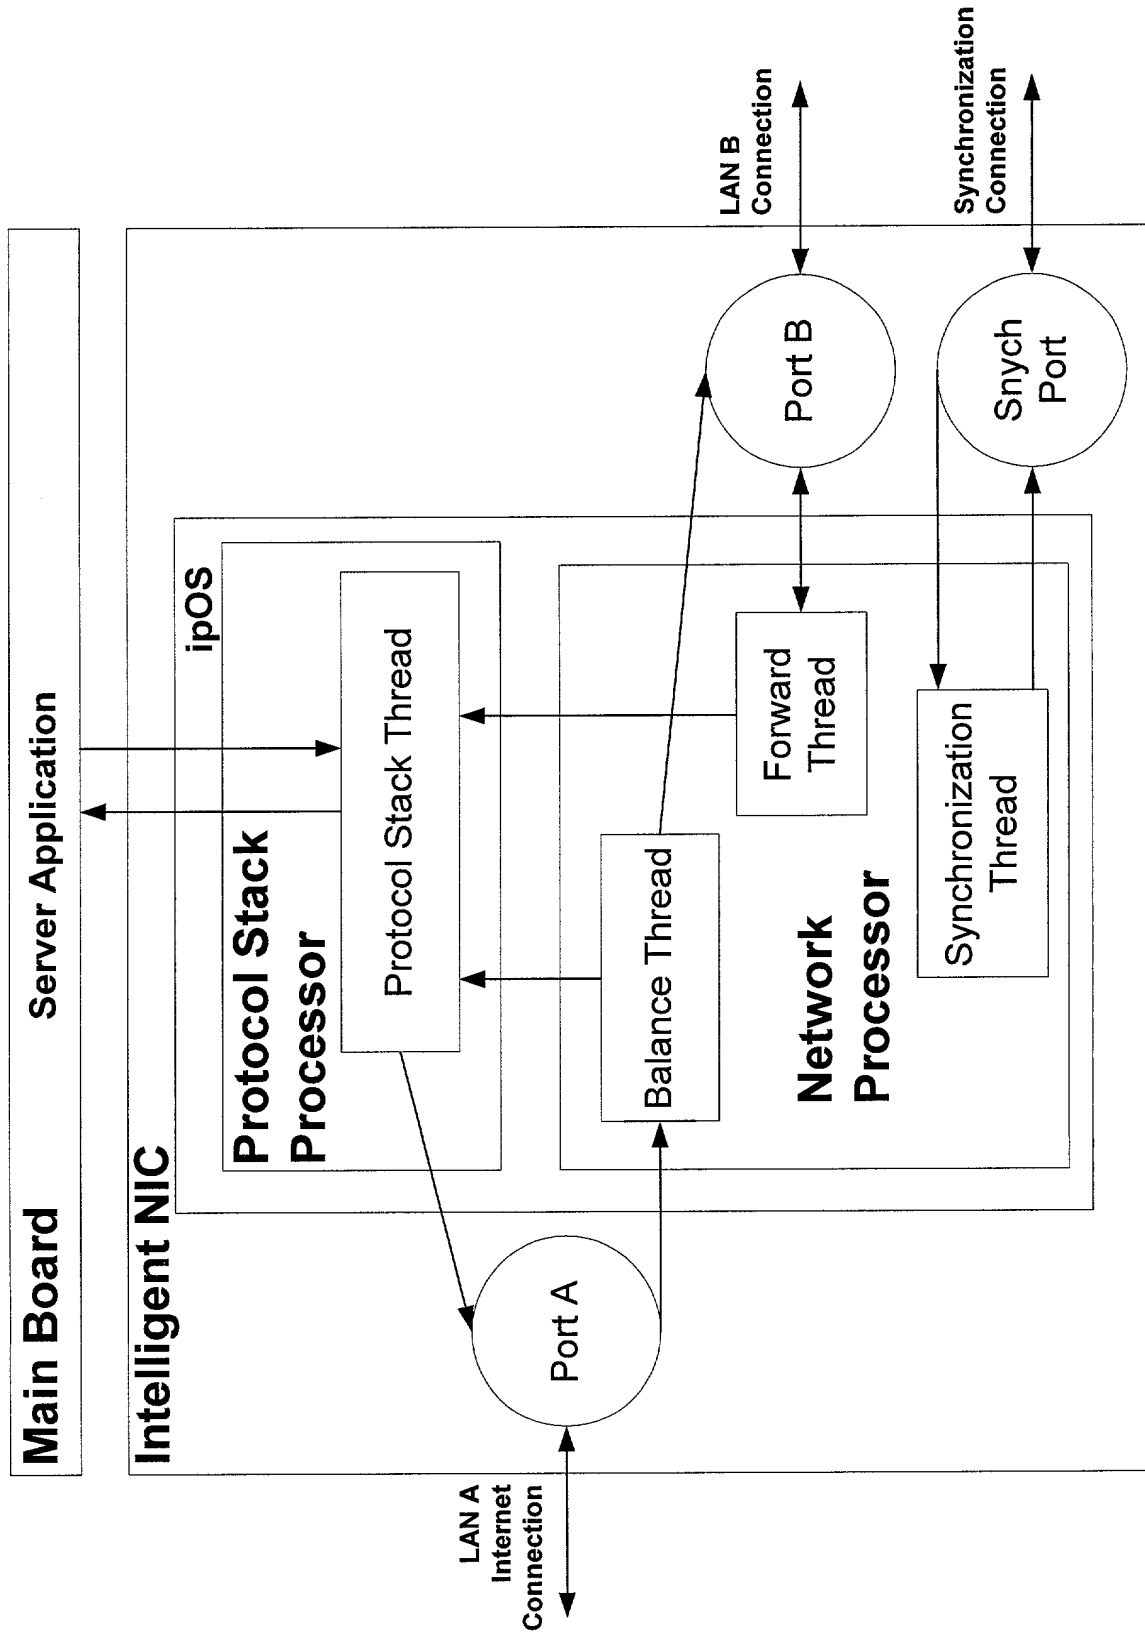 Main Board
Server Application
Intelligent NIC
ipOS
Protocol Stack
Processor
Protocol Stack Thread
LAN A
Internet
Connection
Port A
Balance Thread
Forward
Thread
Network
Processor
Synchronization
Thread
Port B
LAN B
Connection
Snych
Port
Synchronization
Connection